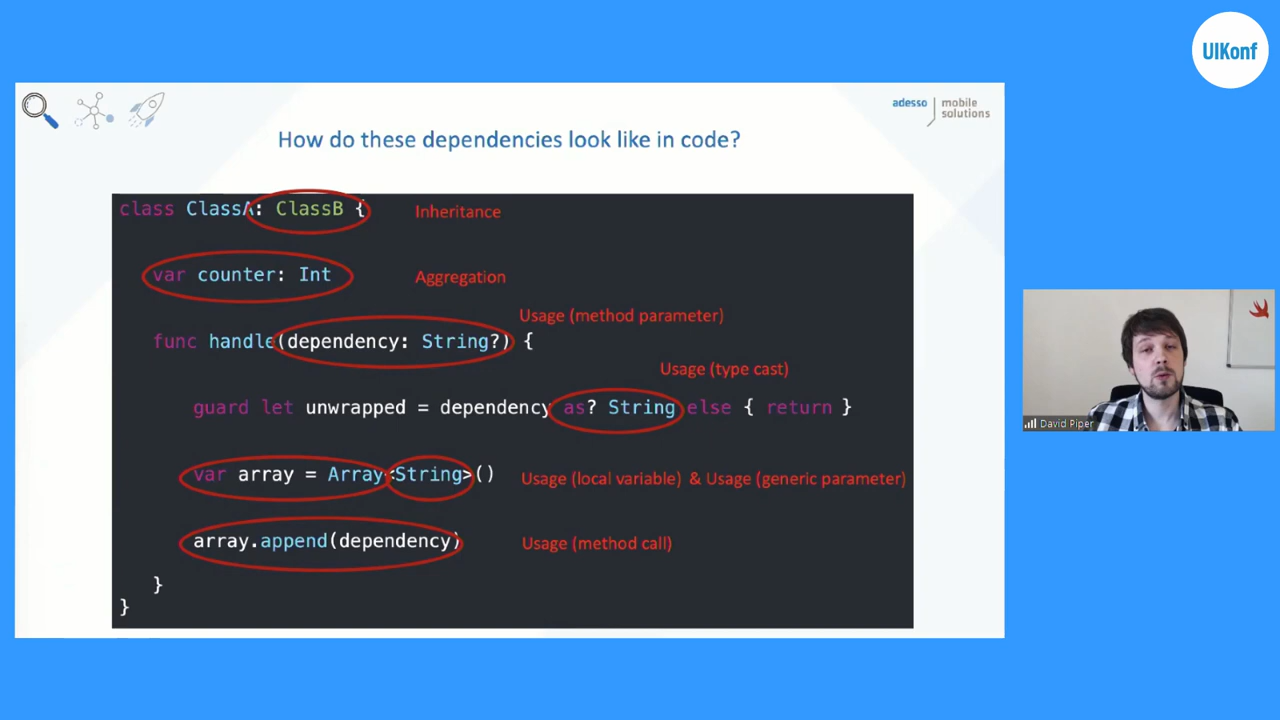 UIKonf
adesso
mobile
solutions
How do these dependencies look like in code?
class ClassA: ClassB {
Inheritance
var counter: Int
Aggregation
Usage (method parameter)
func handle(dependency: String?) {
Usage (type cast)
guard let unwrapped = dependency as? String else { return }
var array = Array<String>()
Usage (local variable) & Usage (generic parameter)
array.append(dependency)
Usage (method call)
}
}
David Piper